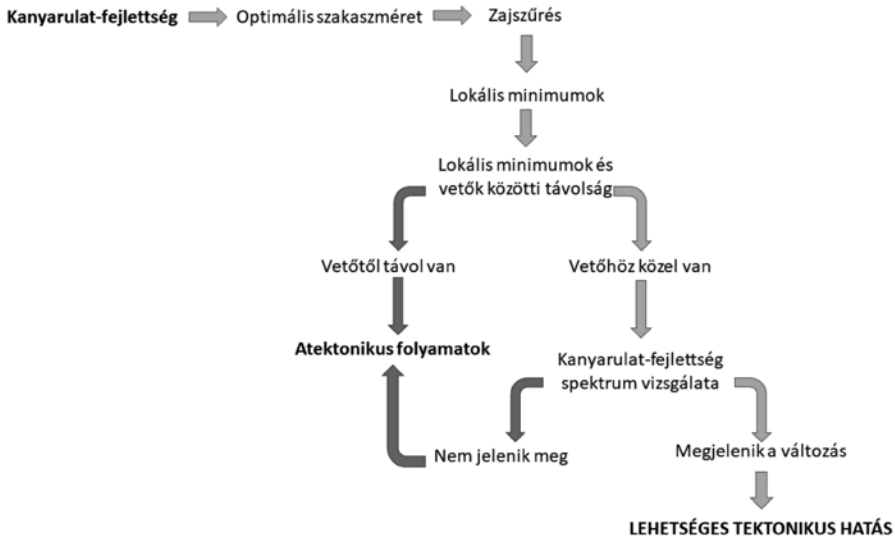 Kanyarulat-fejlettség
Optimális szakaszméret
Zajszűrés
Lokális minimumok
Lokális minimumok és
vetők közötti távolság
Vetőtől távol van
Vetőhöz közel van
Atektonikus folyamatok
Kanyarulat-fejlettség
spektrum vizsgálata
Nem jelenik meg
Megjelenik a változás
LEHETSÉGES TEKTONIKUS HATÁS